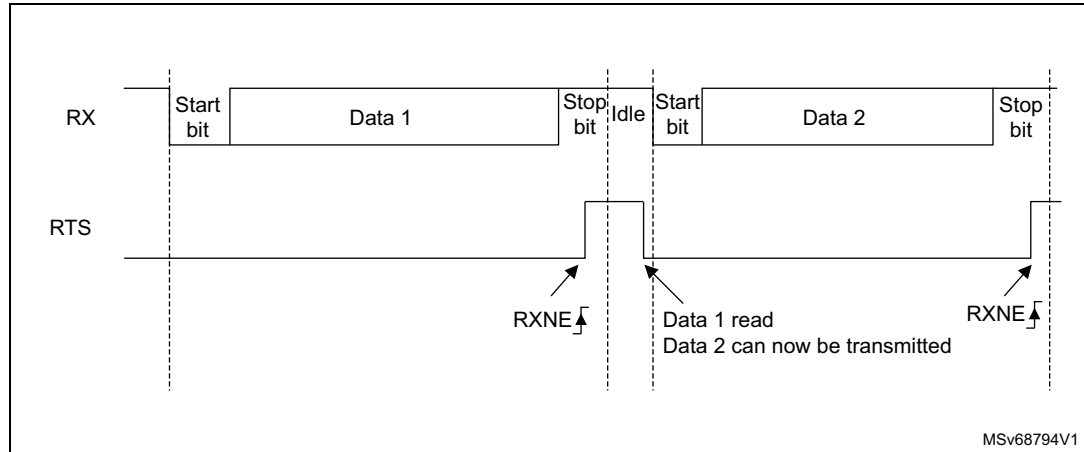 RX
Start
bit
Data 1
Stop
bit
Idle
Start
bit
Data 2
Stop
bit
RTS
RXNE
Data 1 read
Data 2 can now be transmitted
RXNE
MSv68794V1